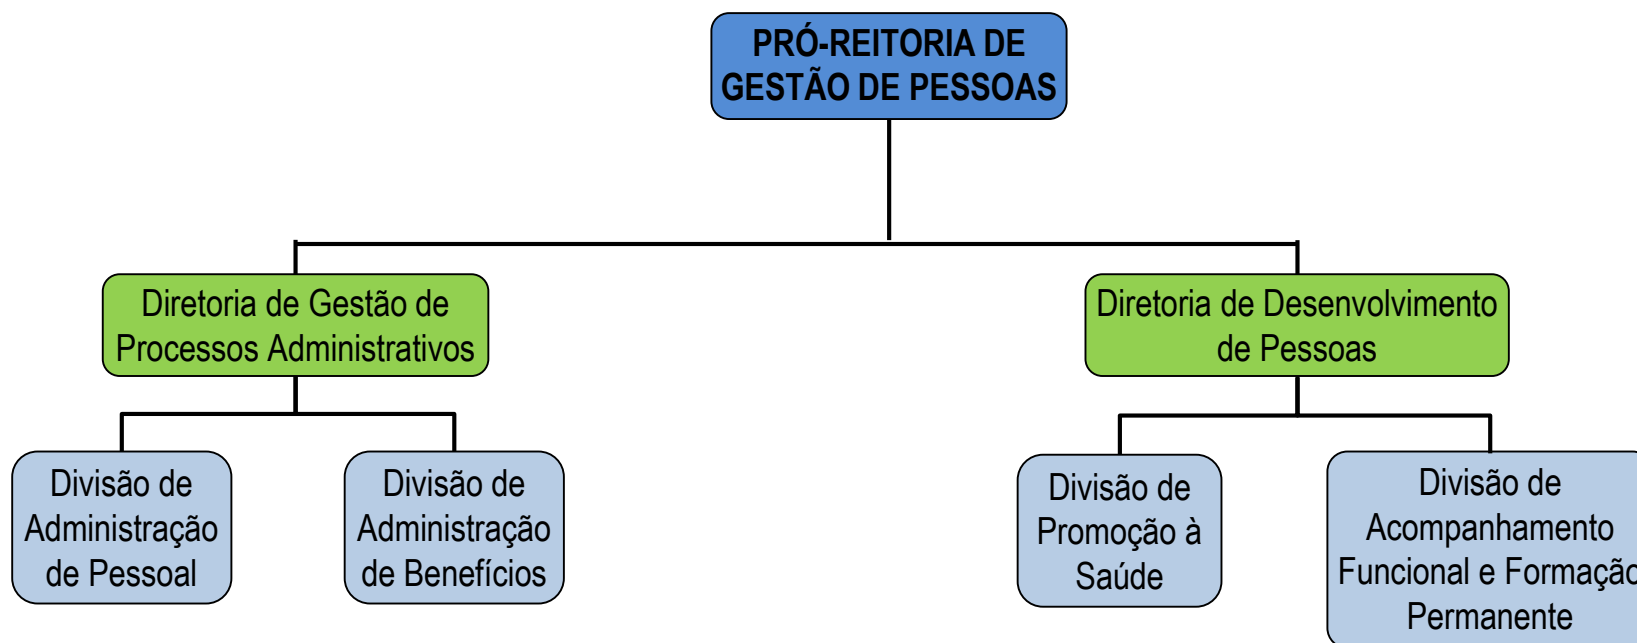 PRÓ-REITORIA DE
GESTÃO DE PESSOAS
Diretoria de Gestão de
Processos Administrativos
Diretoria de Desenvolvimento
de Pessoas
Divisão de
Administração
de Pessoal
Divisão de
Administração
de Benefícios
Divisão de
Promoção à
Saúde
Divisão de
Acompanhamento
Funcional e Formação
Permanente